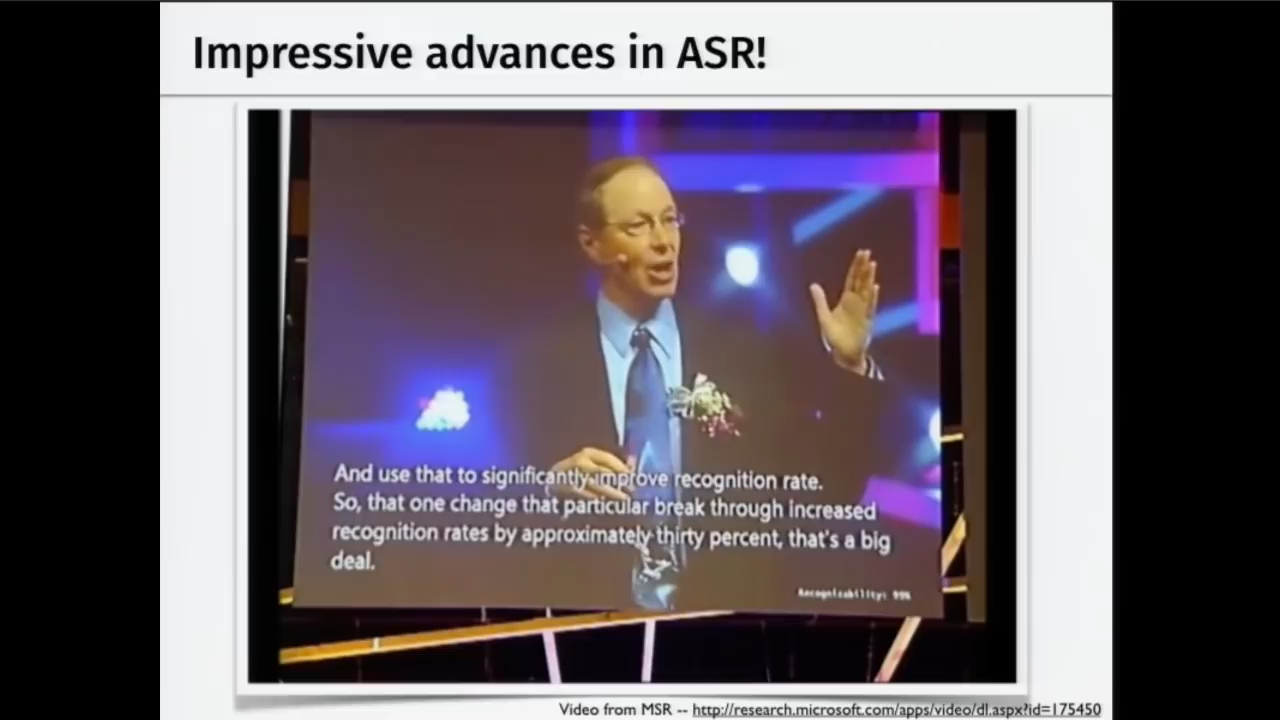 Impressive advances in ASR!
And use that to significantly improve recognition rate.
So, that one change that particular break through increased
recognition rates by approximately thirty percent, that's a big
deal.
Recognizability: 99%
Video from MSR -- http://research.microsoft.com/apps/video/dl.aspx?id=175450